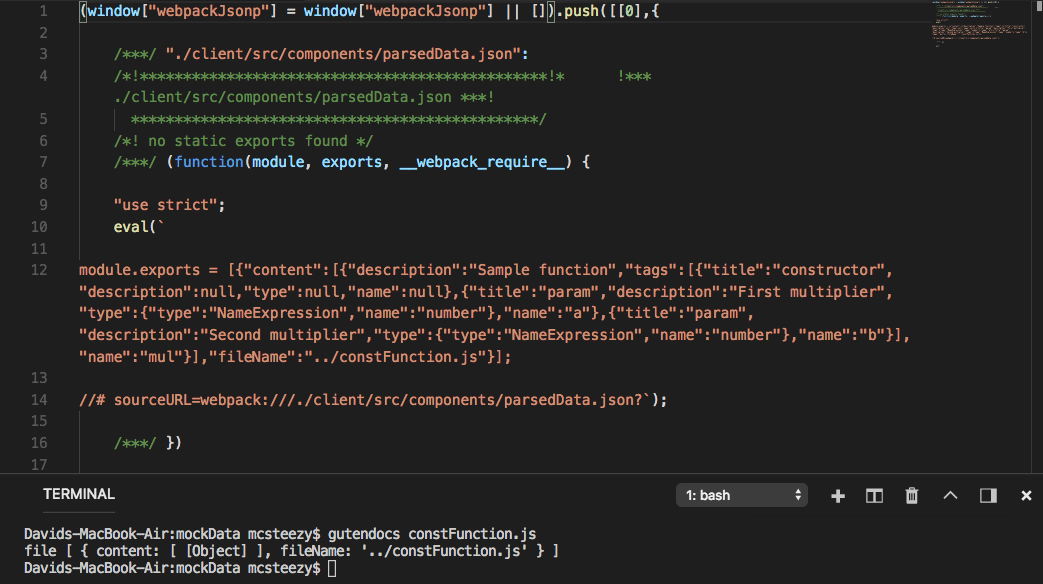 1 (window["webpackJsonp"] = window["webpackJsonp"] || []).push([[0],{
2
3 /***/ "./client/src/components/parsedData.json":
4 /*!***********************************************!*      !***
./client/src/components/parsedData.json ***!
5 ***********************************************/
6 /*! no static exports found */
7 /***/ (function(module, exports, __webpack_require__) {
8
9 "use strict";
10 eval(`
11
12 module.exports = [{"content":[{"description":"Sample function","tags":[{"title":"constructor",
"description":null,"type":null,"name":null},{"title":"param","description":"First multiplier",
"type":{"type":"NameExpression","name":"number"},"name":"a"},{"title":"param",
"description":"Second multiplier","type":{"type":"NameExpression","name":"number"},"name":"b"}],
"name":"mul"}],"fileName":"../constFunction.js"}];
13
14 //# sourceURL=webpack:///./client/src/components/parsedData.json?`);
15
16 /***/ })
17
TERMINAL
1: bash
Davids-MacBook-Air:mockData mcsteezy$ gutendocs constFunction.js
file [ { content: [ [Object] ], fileName: '../constFunction.js' } ]
Davids-MacBook-Air:mockData mcsteezy$